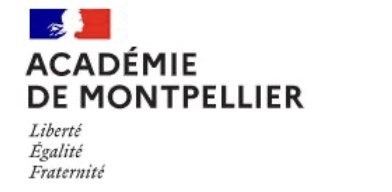 ACADÉMIE
DE MONTPELLIER
Liberté
Égalité
Fraternité